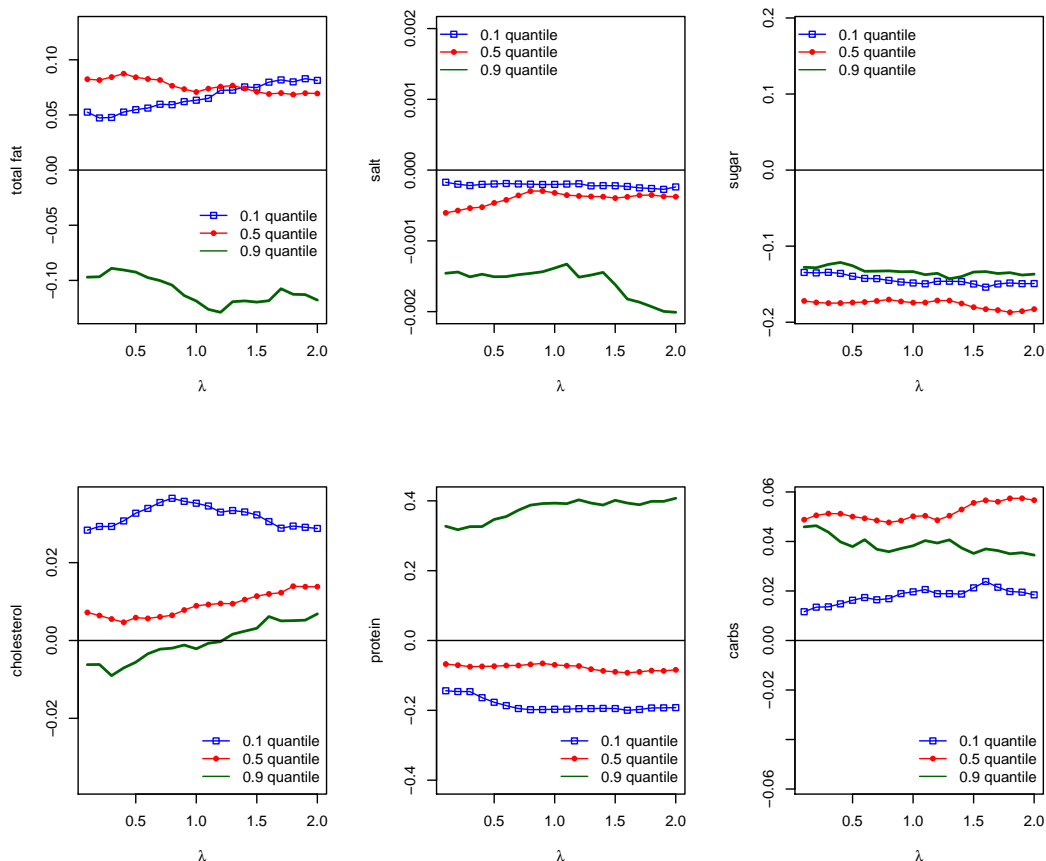 total fat
0.10
0.05
0.00
−0.05
−0.10
0.1 quantile
0.5 quantile
0.9 quantile
0.5 1.0 1.5 2.0
λ
salt
0.002
0.001
0.000
−0.001
−0.002
0.1 quantile
0.5 quantile
0.9 quantile
0.5 1.0 1.5 2.0
λ
sugar
0.2
0.1
0.0
−0.1
−0.2
0.1 quantile
0.5 quantile
0.9 quantile
0.5 1.0 1.5 2.0
λ
cholesterol
0.02
0.00
−0.02
0.1 quantile
0.5 quantile
0.9 quantile
0.5 1.0 1.5 2.0
λ
protein
0.4
0.2
0.0
−0.2
−0.4
0.1 quantile
0.5 quantile
0.9 quantile
0.5 1.0 1.5 2.0
λ
carbs
0.06
0.04
0.02
0.00
−0.02
−0.06
0.1 quantile
0.5 quantile
0.9 quantile
0.5 1.0 1.5 2.0
λ